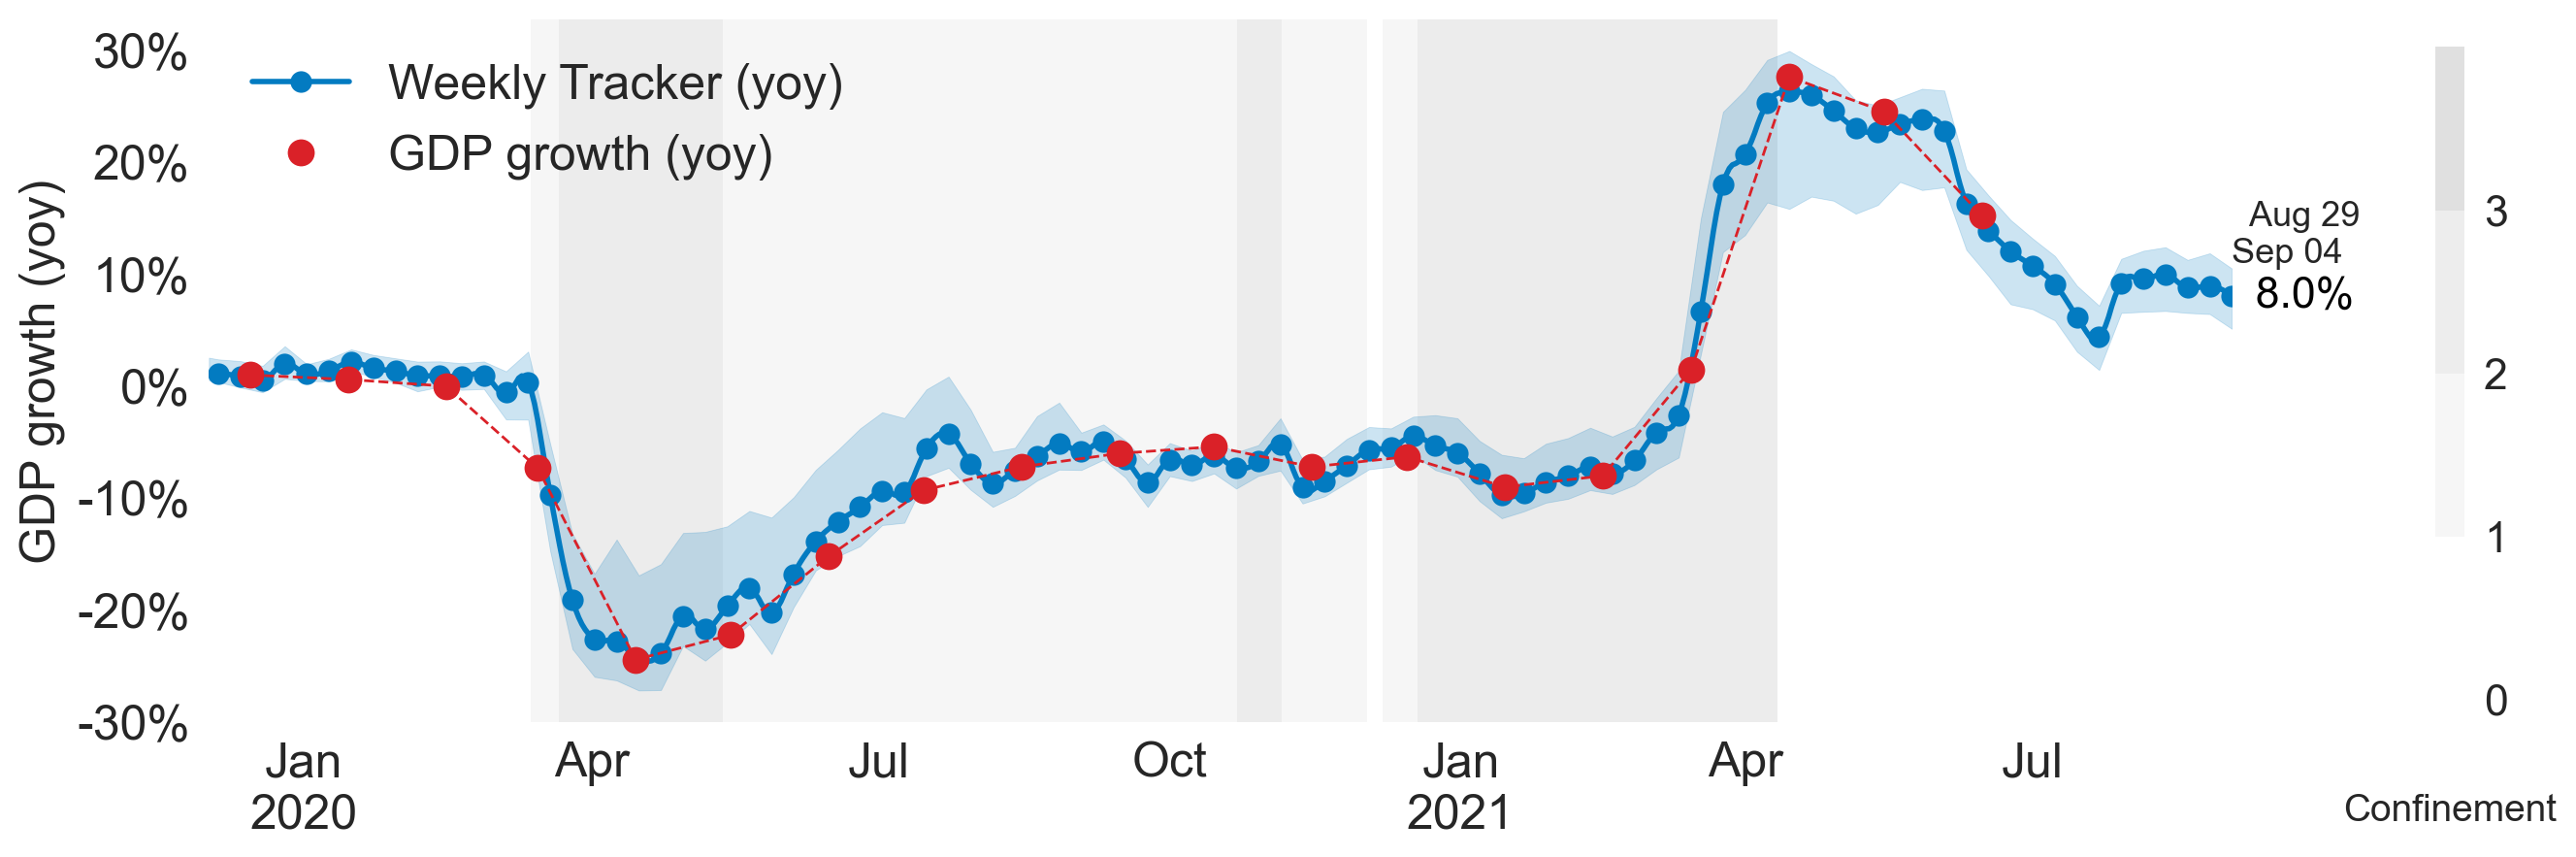 30%
20%
10%
0%
-10%
-20%
-30%
GDP growth (yoy)
Weekly Tracker (yoy)
GDP growth (yoy)
Aug 29
Sep 04
8.0%
3
2
1
0
Jan
2020
Apr
Jul
Oct
Jan
2021
Apr
Jul
Confinement